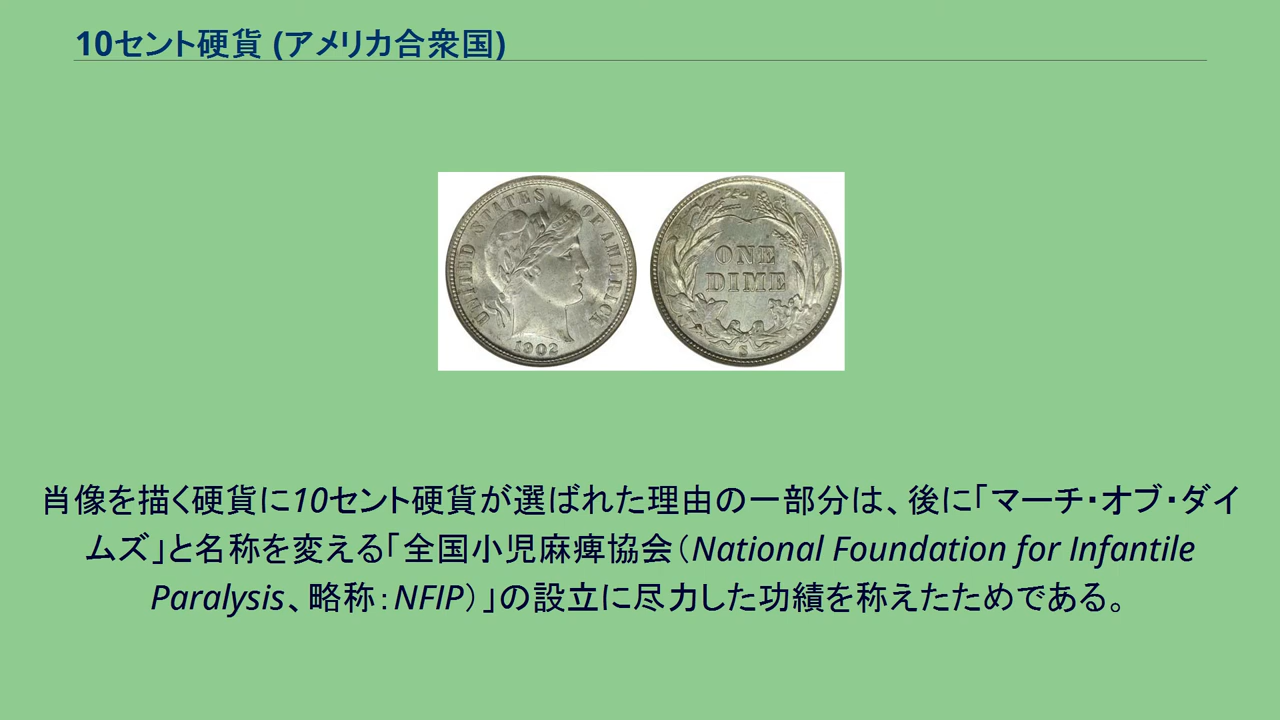 10セント硬貨 (アメリカ合衆国)
UNITED STATES OF AMERICA
1902
ONE
DIME
S
肖像を描く硬貨に10セント硬貨が選ばれた理由の一部分は、後に「マーチ・オブ・ダイ
ムズ」と名称を変える「全国小児麻痺協会（National Foundation for Infantile
Paralysis、略称：NFIP）」の設立に尽力した功績を称えたためである。